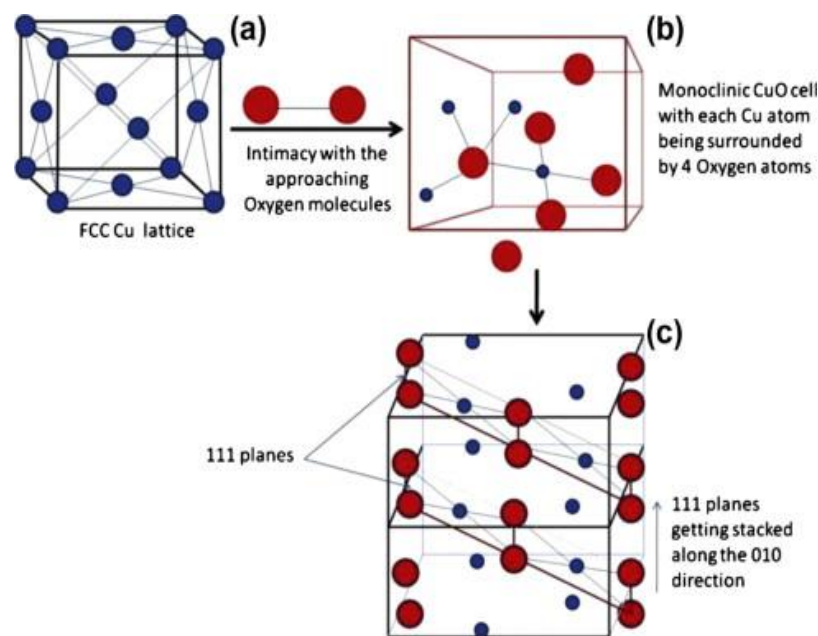 (a)
FCC Cu lattice
Intimacy with the
approaching
Oxygen molecules
(b)
Monoclinic CuO cell
with each Cu atom
being surrounded
by 4 Oxygen atoms
(c)
111 planes
111 planes
getting stacked
along the 010
direction